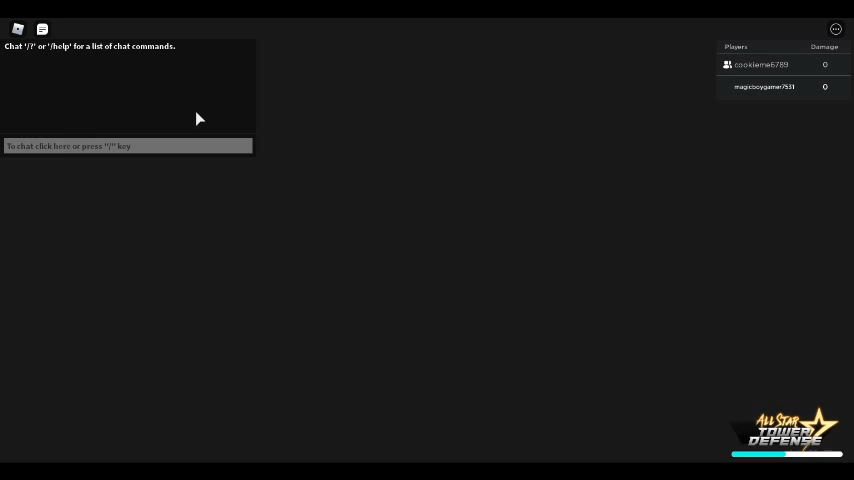 Chat '/?' or '/help' for a list of chat commands.
To chat click here or press "/" key
Players Damage
cookieme6789 0
magicboygamer7531 0
ALL STAR
TOWER
DEFENSE